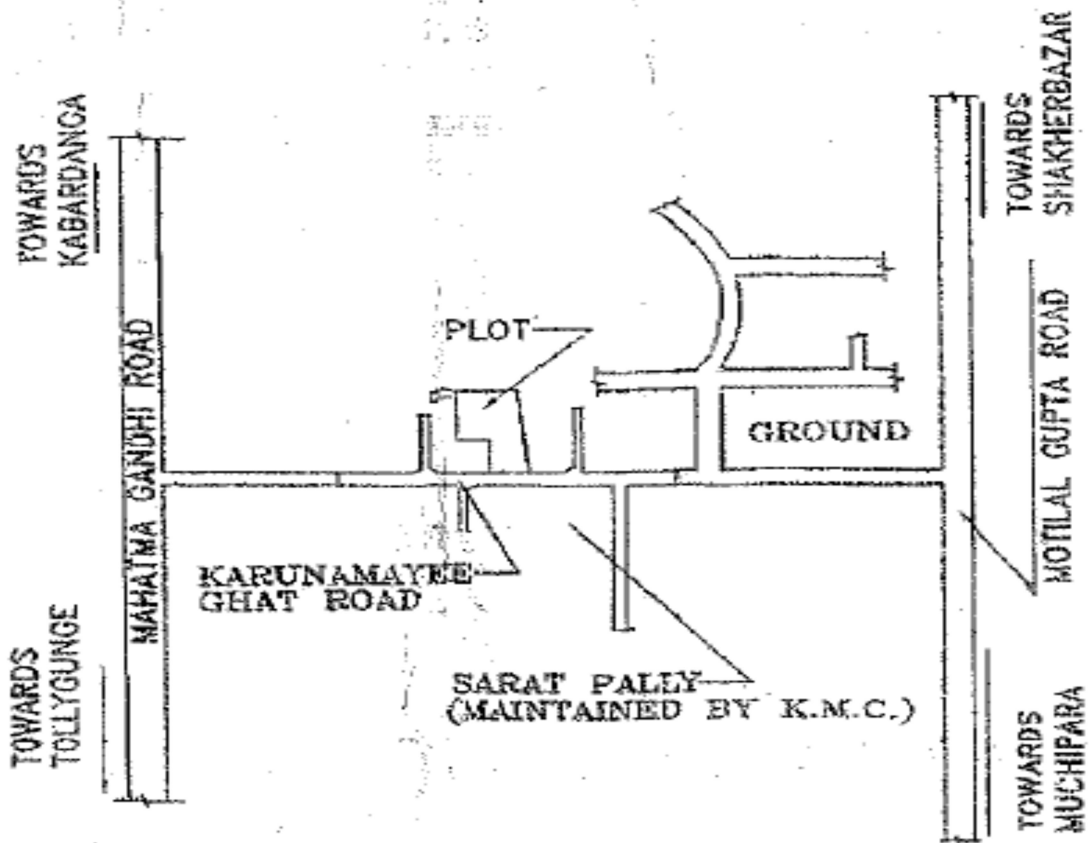 TOWARDS
KABARDANGA
MAHATMA GANDHI ROAD
TOWARDS
TOLLYGUNGE
PLOT
GROUND
KARUNAMAYEE
GHAT ROAD
SARAT PALLY
(MAINTAINED BY K.M.C.)
TOWARDS
SHAKHERBAZAR
MOTILAL GUPTA ROAD
TOWARDS
MUCHIPARA